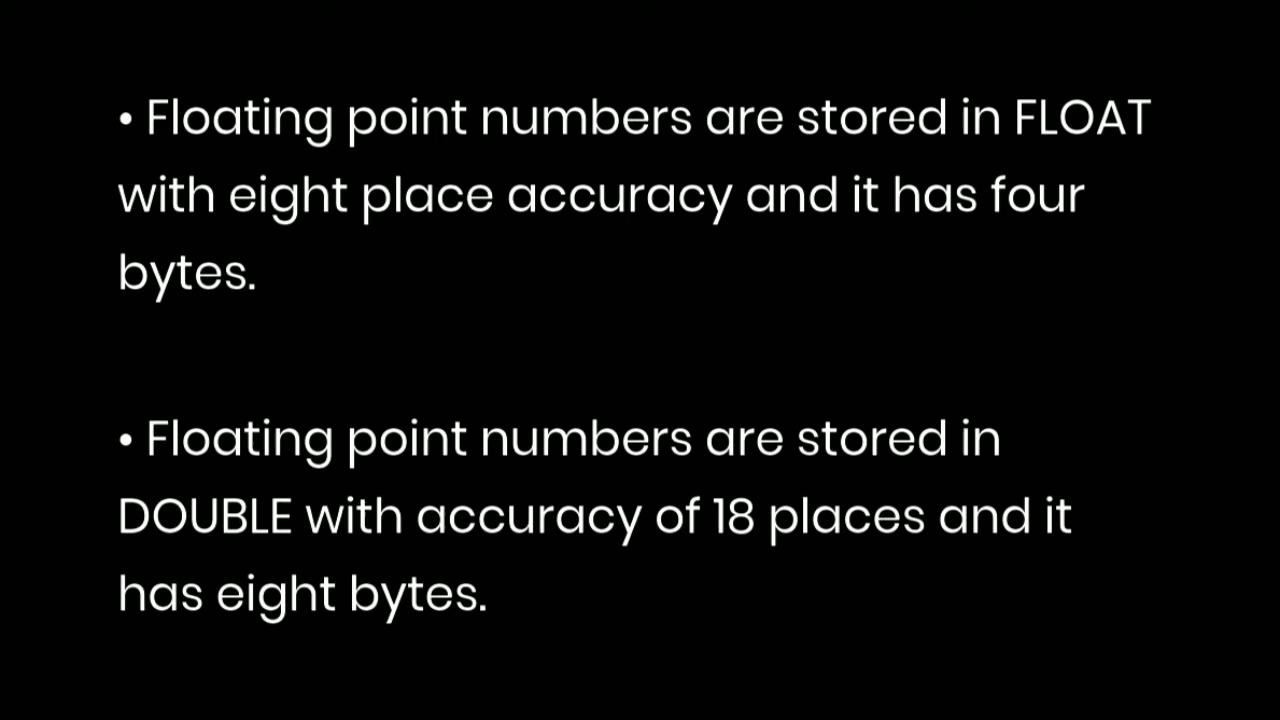 • Floating point numbers are stored in FLOAT
with eight place accuracy and it has four
bytes.
• Floating point numbers are stored in
DOUBLE with accuracy of 18 places and it
has eight bytes.